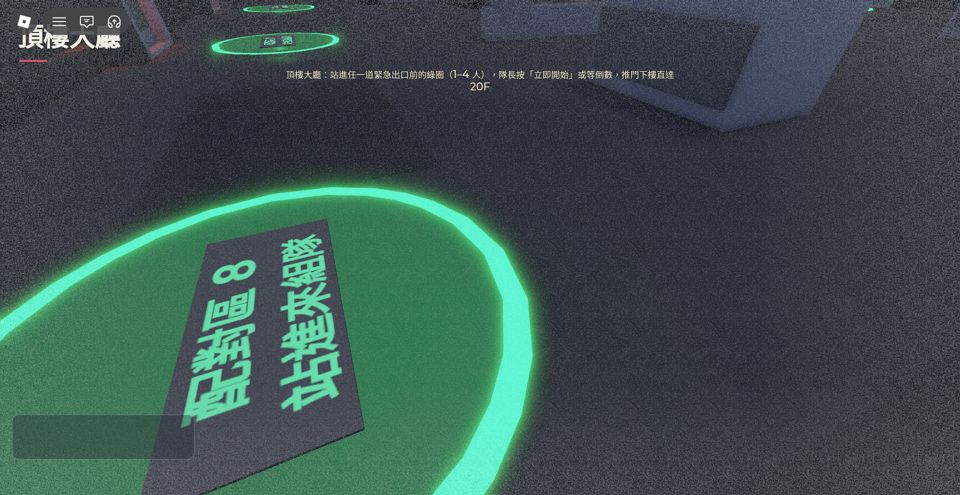 頂樓大廳
頂樓大廳：站進任一道緊急出口前的綠圈（1–4 人），隊長按「立即開始」或等倒數，推門下樓直達
20F
配對區 8
站進來組隊